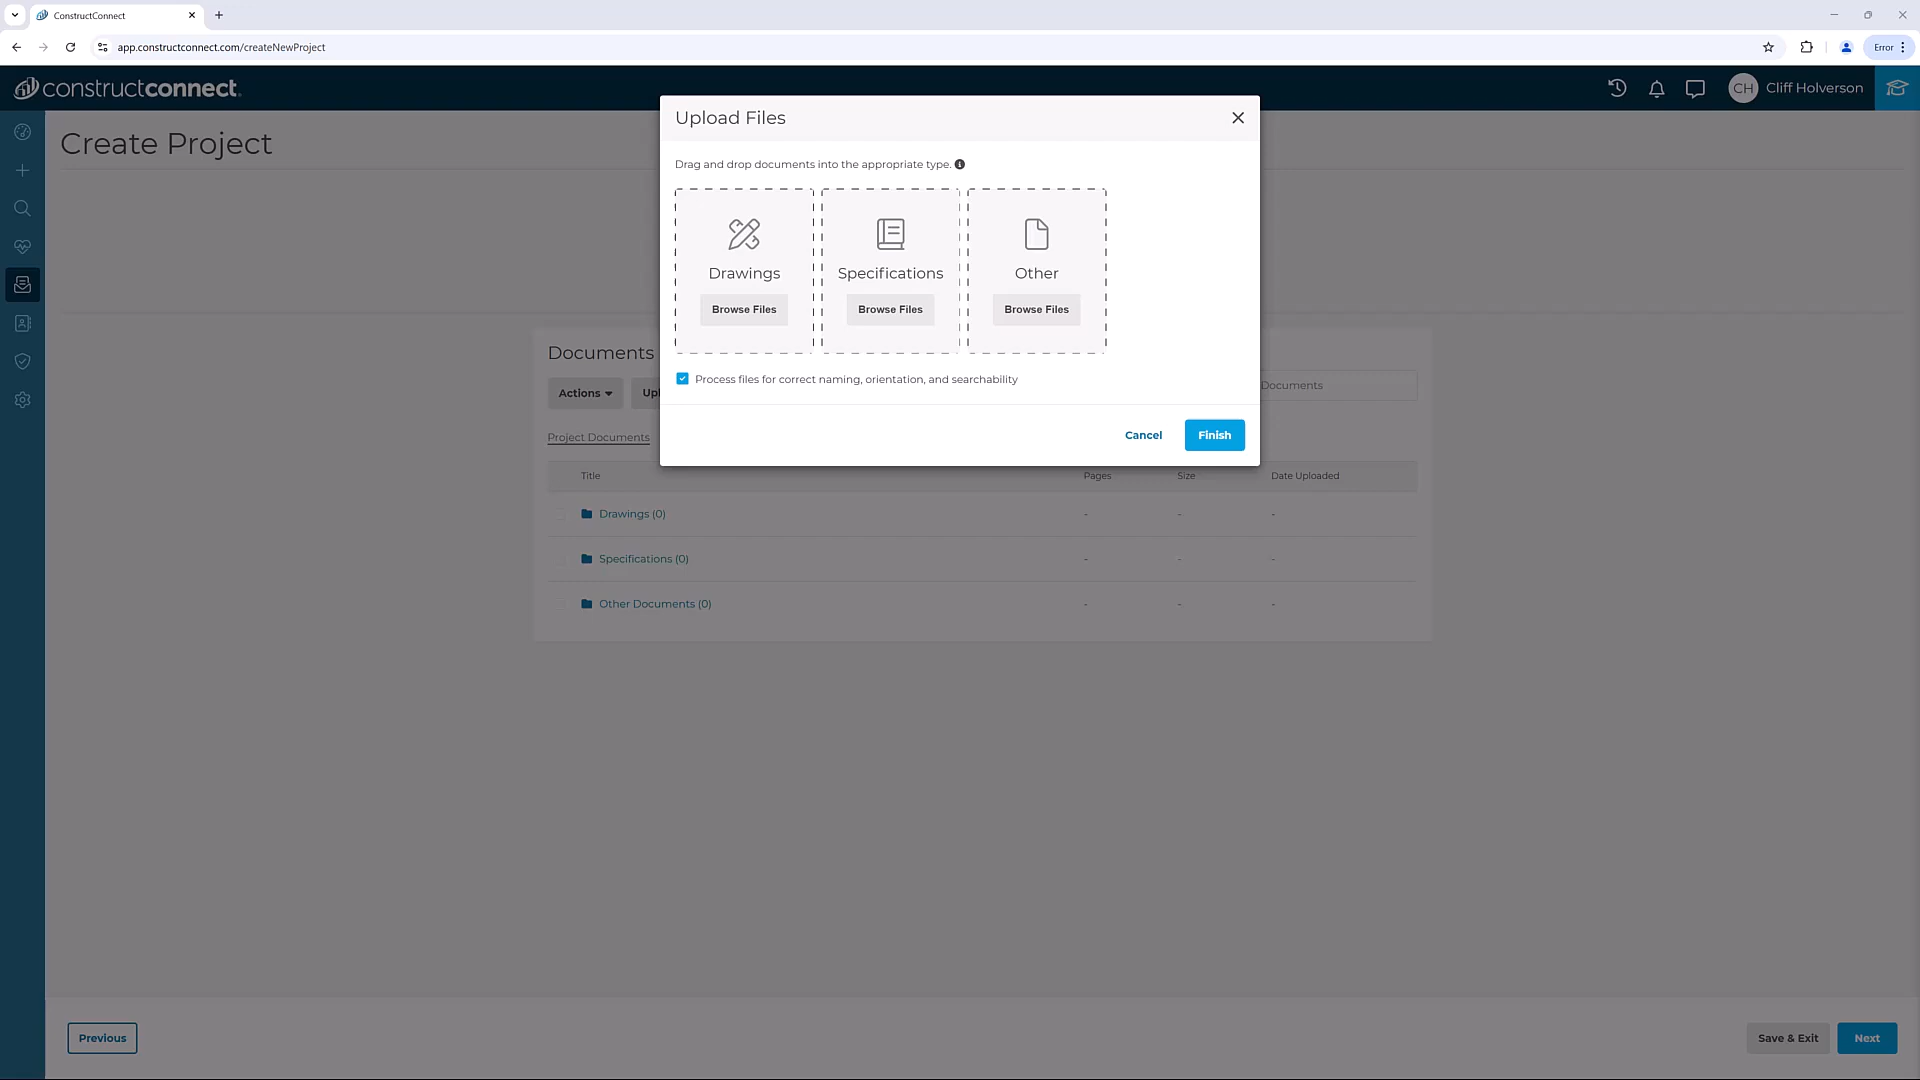 ConstructConnect
app.constructconnect.com/createNewProject
Error
constructconnect.
CH Cliff Holverson
Create Project
Upload Files
Drag and drop documents into the appropriate type.
Drawings Specifications Other
Browse Files Browse Files Browse Files
Process files for correct naming, orientation, and searchability
Cancel Finish
Documents
Actions Upl Documents
Project Documents
Title Pages Size Date Uploaded
Drawings (0) - - -
Specifications (0) - - -
Other Documents (0) - - -
Previous Save & Exit Next